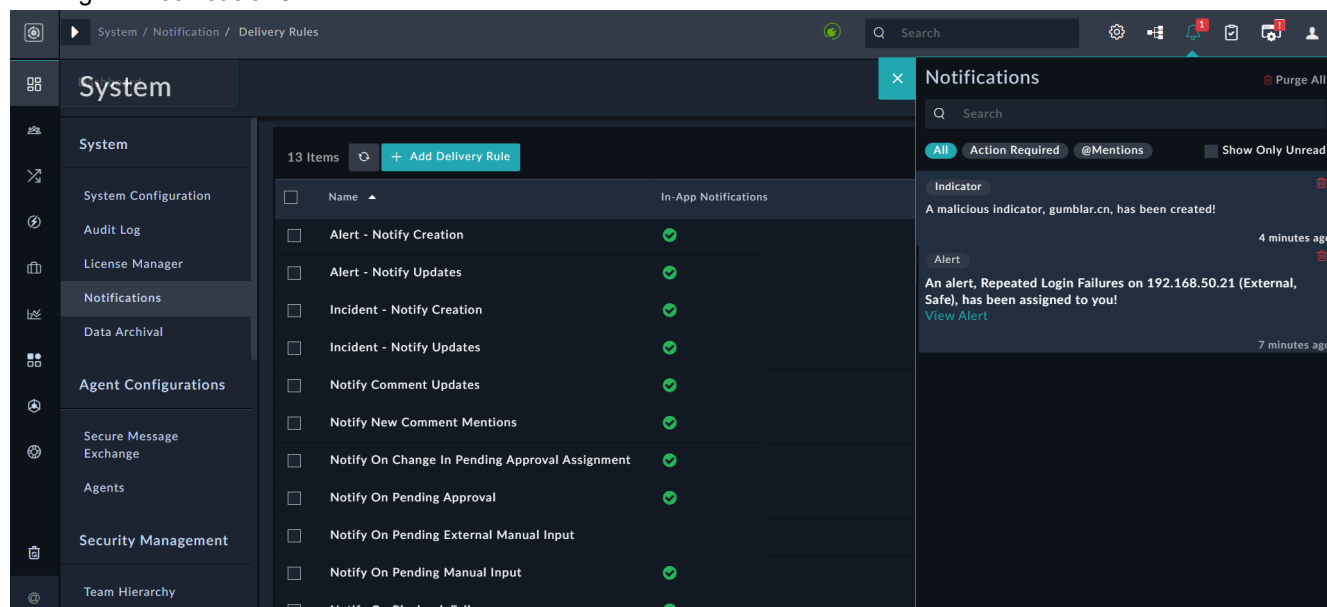 System / Notification / Delivery Rules
Search
1
!
System
Notifications
Purge All
Search
All
Action Required
@Mentions
Show Only Unread
Indicator
A malicious indicator, gumblar.cn, has been created!
4 minutes ago
Alert
An alert, Repeated Login Failures on 192.168.50.21 (External,
Safe), has been assigned to you!
View Alert
7 minutes ago
System
System Configuration
Audit Log
License Manager
Notifications
Data Archival
Agent Configurations
Secure Message
Exchange
Agents
Security Management
Team Hierarchy
13 Items
+ Add Delivery Rule
Name
In-App Notifications
Alert - Notify Creation
Alert - Notify Updates
Incident - Notify Creation
Incident - Notify Updates
Notify Comment Updates
Notify New Comment Mentions
Notify On Change In Pending Approval Assignment
Notify On Pending Approval
Notify On Pending External Manual Input
Notify On Pending Manual Input
@